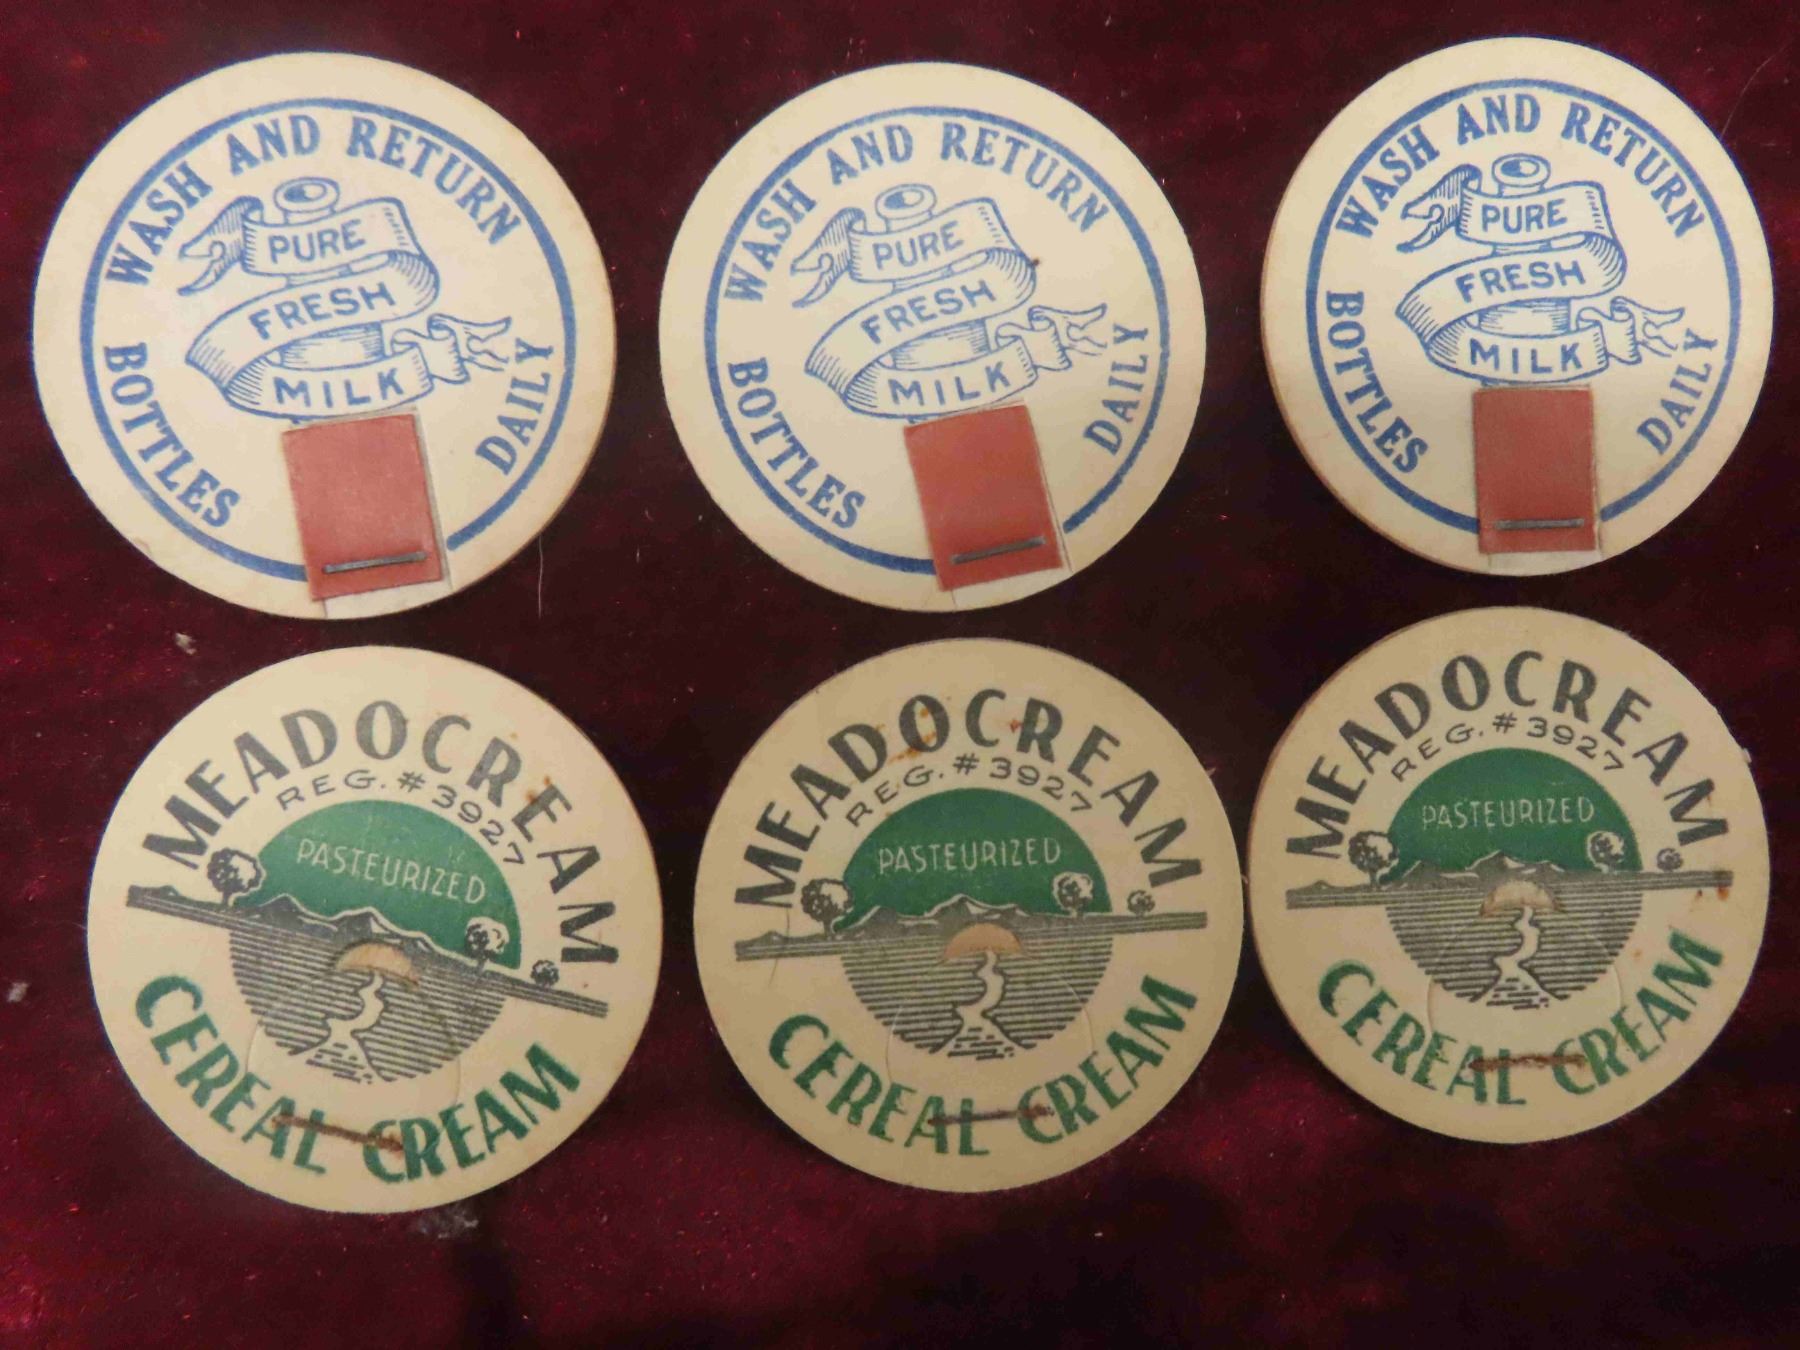 WASH AND RETURN
BOTTLES DAILY
PURE
FRESH
MILK
WASH AND RETURN
BOTTLES DAILY
PURE
FRESH
MILK
WASH AND RETURN
BOTTLES DAILY
PURE
FRESH
MILK
MEADOCREAM
REG. #3927
PASTEURIZED
CEREAL CREAM
MEADOCREAM
REG. #3927
PASTEURIZED
CEREAL CREAM
MEADOCREAM
REG. #3927
PASTEURIZED
CEREAL CREAM